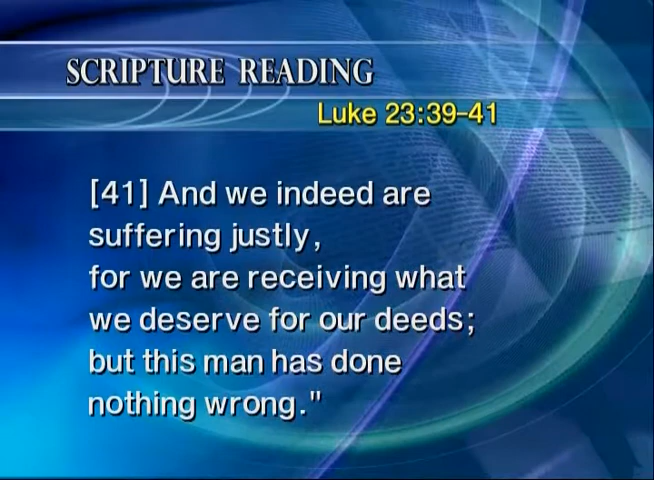 SCRIPTURE READING
Luke 23:39-41
[41] And we indeed are
suffering justly,
for we are receiving what
we deserve for our deeds;
but this man has done
nothing wrong."